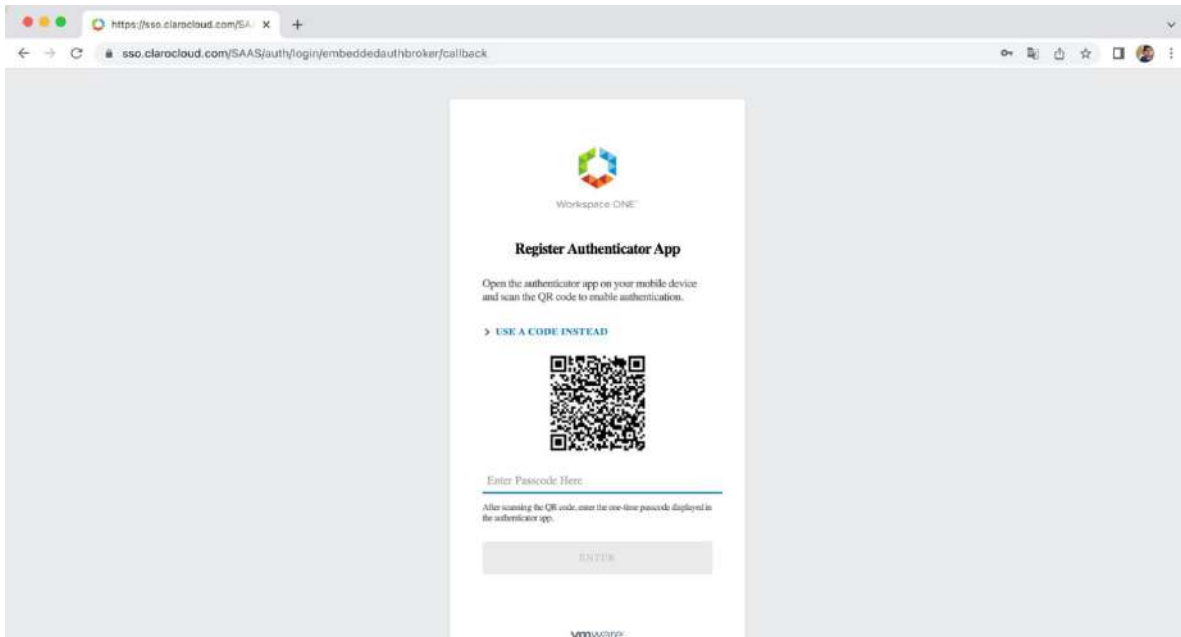 https://sso.clarocloud.com/SA
sso.clarocloud.com/SAAS/auth/login/embeddedauthbroker/callback
Workspace ONE™
Register Authenticator App
Open the authenticator app on your mobile device
and scan the QR code to enable authentication.
> USE A CODE INSTEAD
Enter Passcode Here
After scanning the QR code, enter the one-time passcode displayed in
the authenticator app.
ENTER
vmware